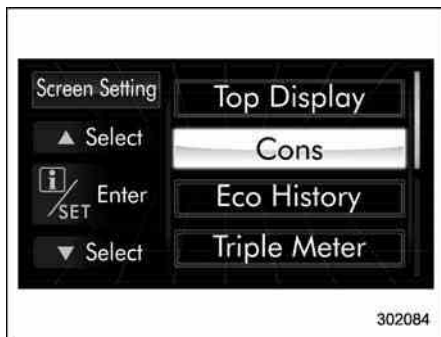 Screen Setting
▲ Select
i/SET Enter
▼ Select
Top Display
Cons
Eco History
Triple Meter
302084